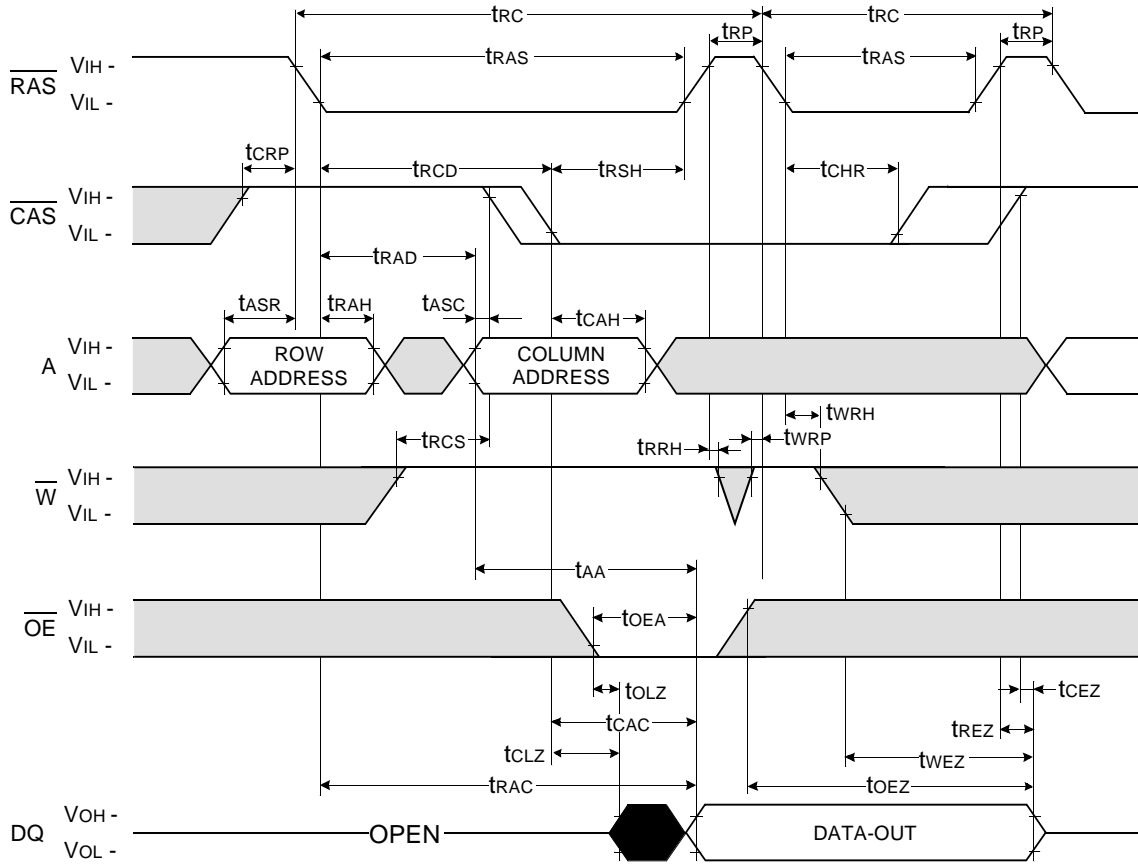 tRC tRC
tRP tRP
tRAS tRAS
RAS VIH -
VIL -
tCRP tRCD tRSH tCHR
CAS VIH -
VIL -
tRAD
tASR tRAH tASC tCAH
A VIH -
VIL -
ROW ADDRESS
COLUMN ADDRESS
tWRH
tRCS tRRH tWRP
W VIH -
VIL -
tAA
OE VIH -
VIL -
tOEA
tOLZ tCEZ
tCAC tREZ
tCLZ tWEZ
tRAC tOEZ
DQ VOH -
VOL -
OPEN DATA-OUT